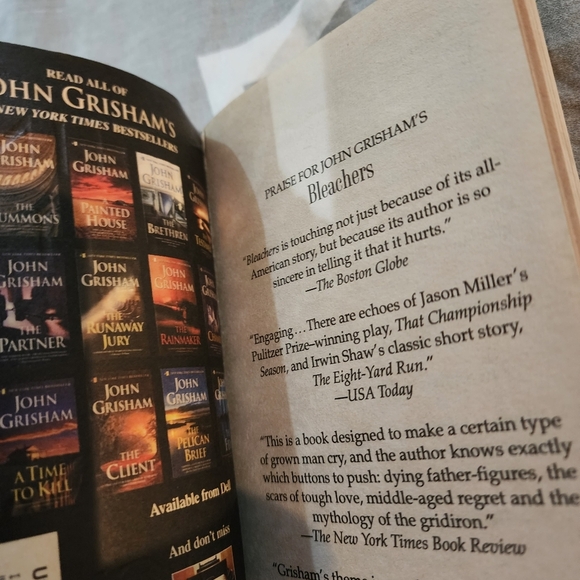 READ ALL OF
JOHN GRISHAM'S
NEW YORK TIMES BESTSELLERS
GRISHAM
THE
SUMMONS
JOHN
GRISHAM
A
PAINTED
HOUSE
JOHN
GRISHAM
THE
BRETHREN
JOHN
GRISHAM
THE
PARTNER
JOHN
GRISHAM
THE
RUNAWAY
JURY
JOHN
GRISHAM
THE
RAINMAKER
JOHN
GRISHAM
A TIME
TO KILL
JOHN
GRISHAM
THE
CLIENT
JOHN
GRISHAM
THE
PELICAN
BRIEF
Available from Dell
And don't miss
PRAISE FOR JOHN GRISHAM'S
Bleachers
"Bleachers is touching not just because of its all-
American story, but because its author is so
sincere in telling it that it hurts."
—The Boston Globe
"Engaging...There are echoes of Jason Miller's
Pulitzer Prize–winning play, That Championship
Season, and Irwin Shaw's classic short story,
The Eight-Yard Run."
—USA Today
"This is a book designed to make a certain type
of grown man cry, and the author knows exactly
which buttons to push: dying father-figures, the
scars of tough love, middle-aged regret and the
mythology of the gridiron."
—The New York Times Book Review
"Grisham's